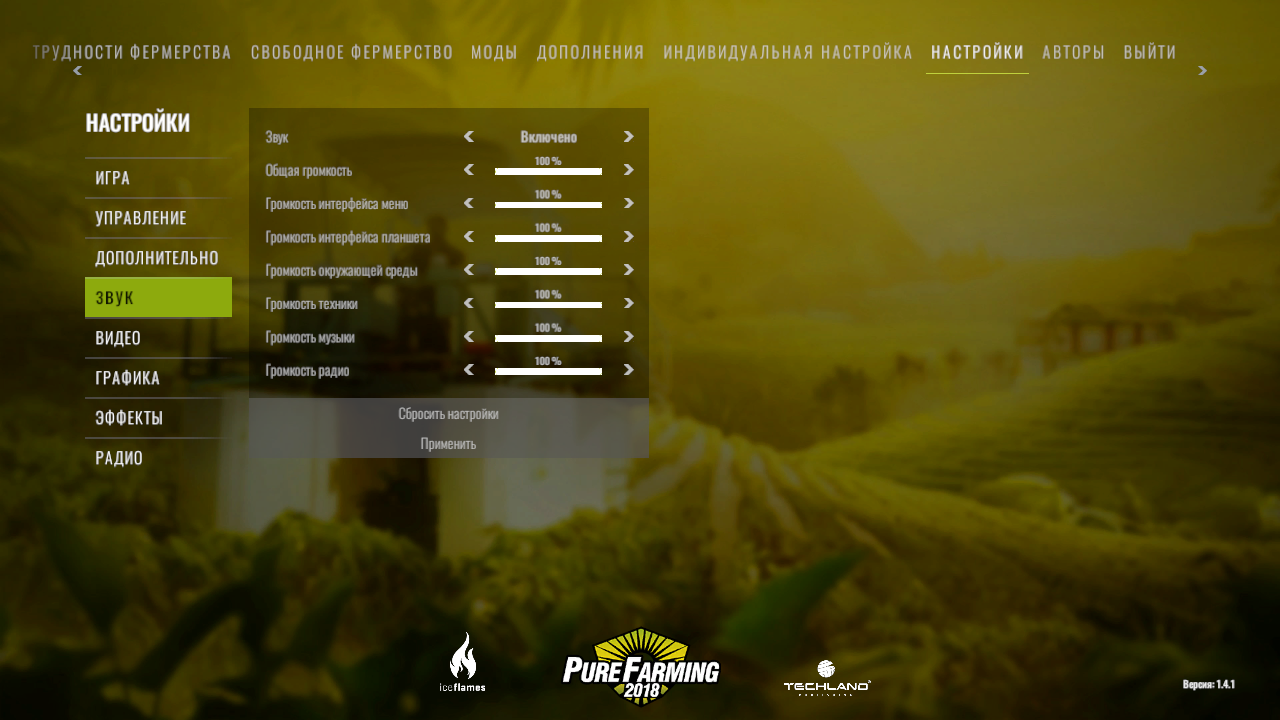 ТРУДНОСТИ ФЕРМЕРСТВА СВОБОДНОЕ ФЕРМЕРСТВО МОДЫ ДОПОЛНЕНИЯ ИНДИВИДУАЛЬНАЯ НАСТРОЙКА НАСТРОЙКИ АВТОРЫ ВЫЙТИ
НАСТРОЙКИ
ИГРА
УПРАВЛЕНИЕ
ДОПОЛНИТЕЛЬНО
ЗВУК
ВИДЕО
ГРАФИКА
ЭФФЕКТЫ
РАДИО
Звук Включено
Общая громкость 100 %
Громкость интерфейса меню 100 %
Громкость интерфейса планшета 100 %
Громкость окружающей среды 100 %
Громкость техники 100 %
Громкость музыки 100 %
Громкость радио 100 %
Сбросить настройки
Применить
iceflames
PURE FARMING
2018
TECHLAND
PUBLISHING
Версия: 1.4.1